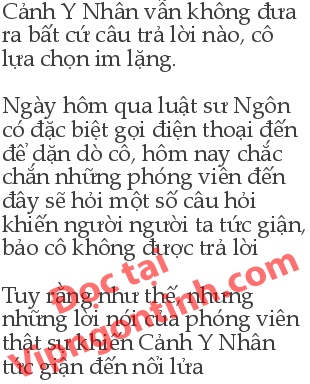 Cảnh Y Nhân vẫn không đưa
ra bất cứ câu trả lời nào, cô
lựa chọn im lặng.
Ngày hôm qua luật sư Ngôn
có đặc biệt gọi điện thoại đến
để dặn dò cô, hôm nay chắc
chắn những phóng viên đến
đây sẽ hỏi một số câu hỏi
khiến người người ta tức giận,
bảo cô không được trả lời
Tuy rằng như thế, nhưng
những lời nói của phóng viên
thật sự khiến Cảnh Y Nhân
tức giận đến nổi lửa
Đọc tại
Vipngontinh.com